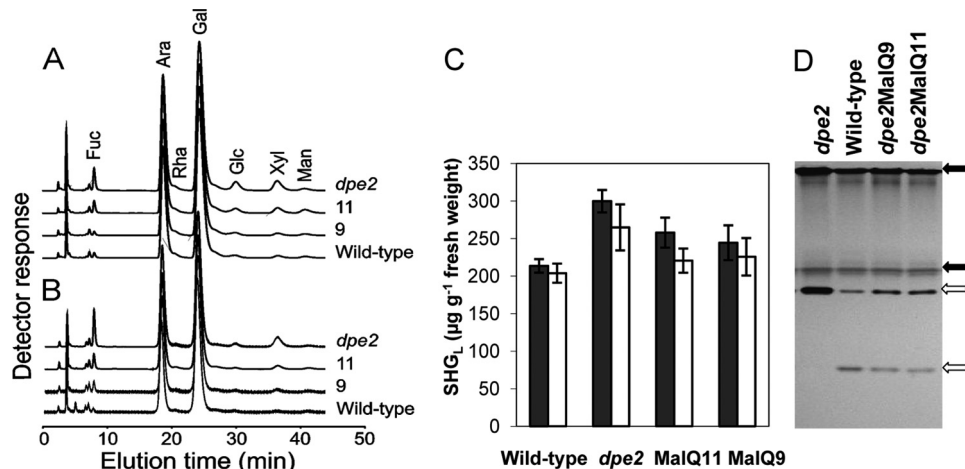 A
Fuc
Ara
Rha
Gal
Glc
Xyl
Man
dpe2
11
9
Wild-type
B
dpe2
11
9
Wild-type
Detector response
0 10 20 30 40 50
Elution time (min)
C
350
300
250
200
150
100
50
0
SHGL (µg g-1 fresh weight)
Wild-type dpe2 MalQ11 MalQ9
D
dpe2
Wild-type
dpe2MalQ9
dpe2MalQ11